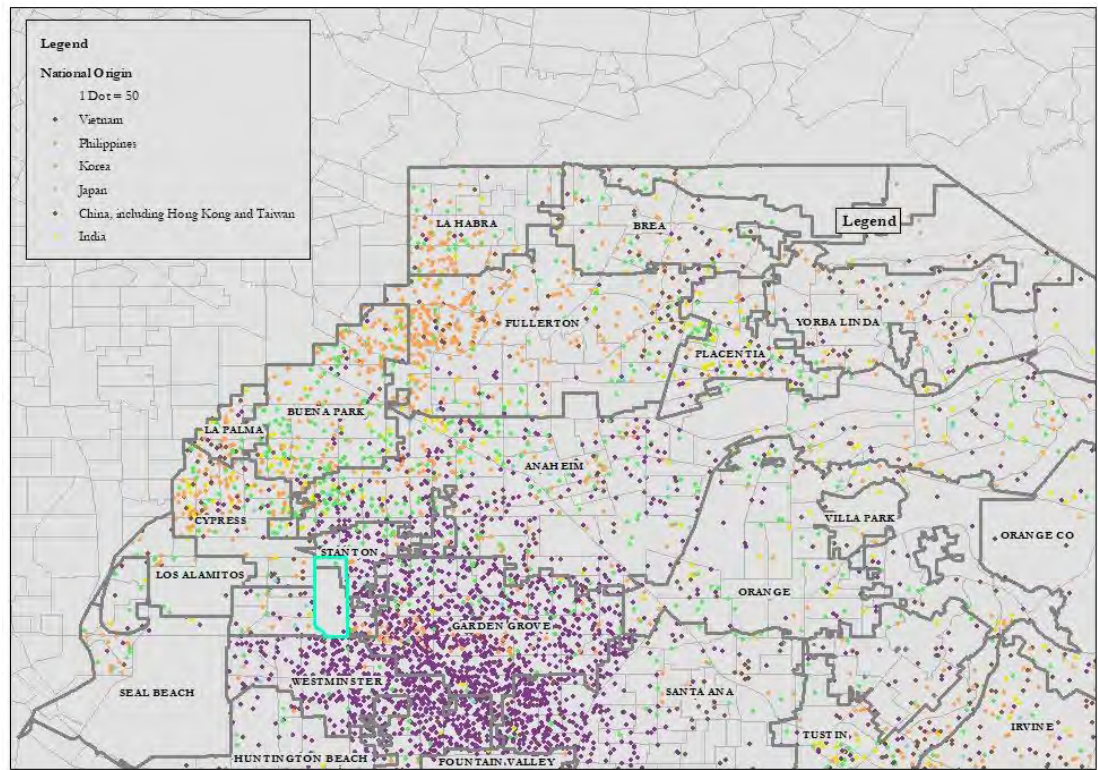 Legend
National Origin
1 Dot = 50
Vietnam
Philippines
Korea
Japan
China, including Hong Kong and Taiwan
India
Legend
LA HABRA
BREA
FULLERTON
YORBA LINDA
PLACENTIA
BUENA PARK
LA PALMA
ANAHEIM
CYPRESS
VILLA PARK
ORANGE CO
STANTON
LOS ALAMITOS
ORANGE
GARDEN GROVE
WESTMINSTER
SEAL BEACH
SANTA ANA
IRVINE
TUSTIN
HUNTINGTON BEACH
FOUNTAIN VALLEY